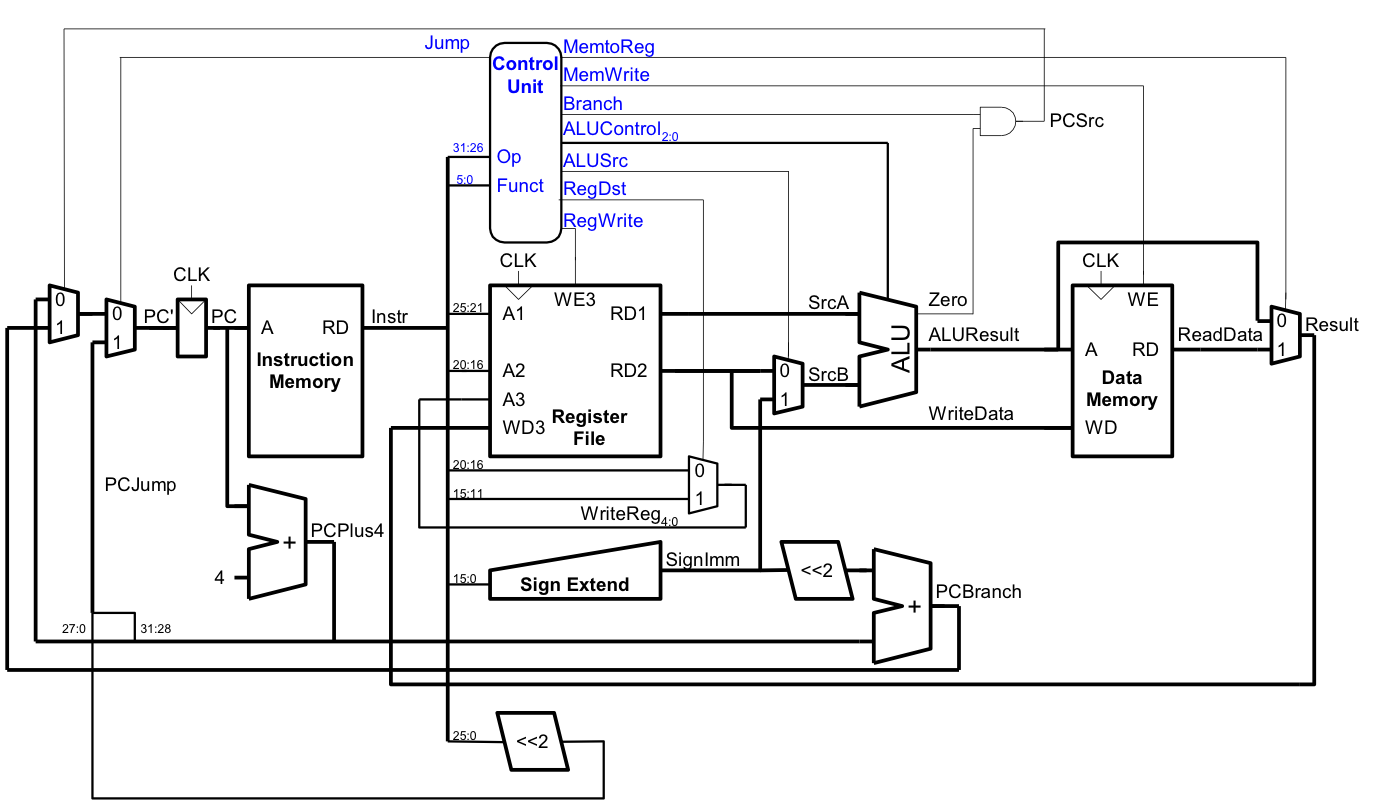 Jump
Control
Unit
MemtoReg
MemWrite
Branch
PCSrc
ALUControl2:0
31:26
Op
ALUSrc
5:0
Funct
RegDst
RegWrite
CLK
CLK
CLK
0
1
0
1
PC'
PC
A
RD
Instruction
Memory
Instr
25:21
A1
WE3
RD1
20:16
A2
RD2
A3
WD3
Register
File
SrcA
0
1
SrcB
ALU
Zero
ALUResult
WriteData
A
WE
RD
Data
Memory
WD
ReadData
0
1
Result
20:16
0
15:11
1
WriteReg4:0
PCJump
PCPlus4
+
4
15:0
Sign Extend
SignImm
<<2
+
PCBranch
27:0
31:28
25:0
<<2